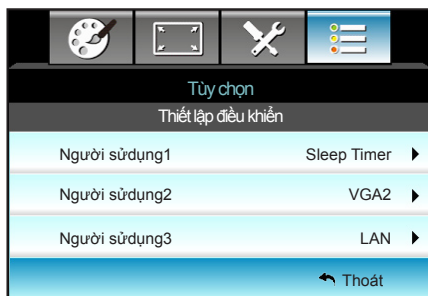 Tùy chọn
Thiết lập điều khiển
Người sửdụng1 Sleep Timer
Người sửdụng2 VGA2
Người sửdụng3 LAN
Thoát